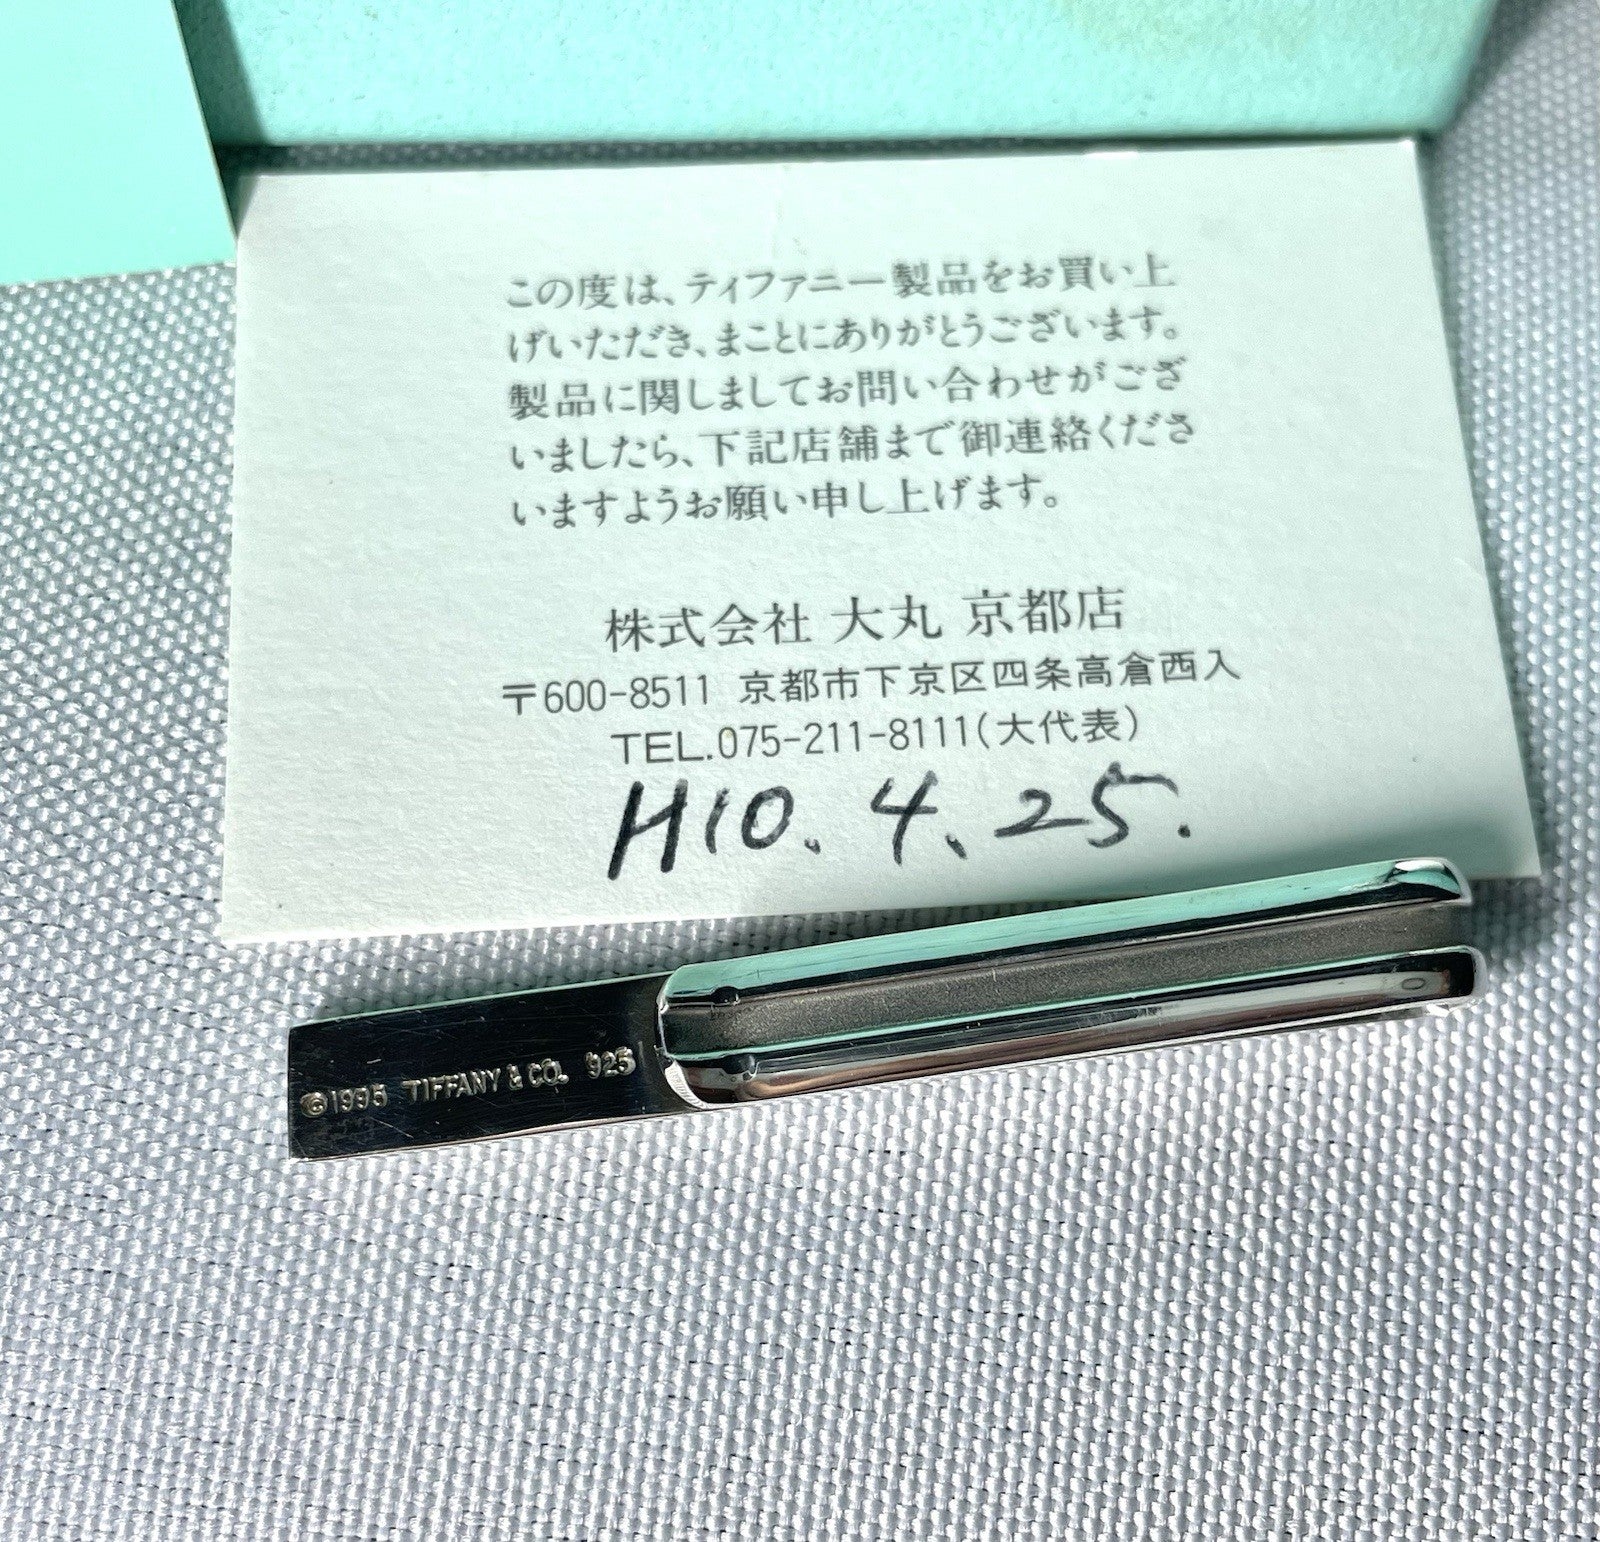 この度は、ティファニー製品をお買い上
げいただき、まことにありがとうございます。
製品に関しましてお問い合わせがござ
いましたら、下記店舗まで御連絡くださ
いますようお願い申し上げます。
株式会社 大丸 京都店
〒600-8511 京都市下京区四条高倉西入
TEL.075-211-8111(大代表)
H10.4.25.
©1995 TIFFANY & CO. 925